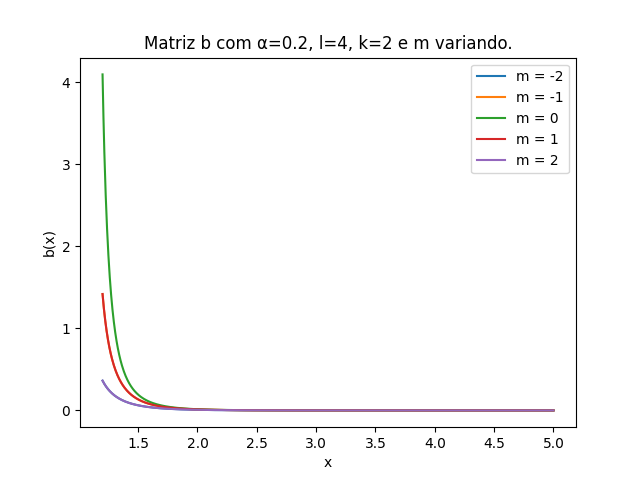 Matriz b com α=0.2, l=4, k=2 e m variando.
m = -2
m = -1
m = 0
m = 1
m = 2
b(x)
4
3
2
1
0
1.5 2.0 2.5 3.0 3.5 4.0 4.5 5.0
x